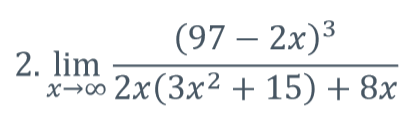 2. lim x→∞ (97 − 2x)³ / 2x(3x² + 15) + 8x